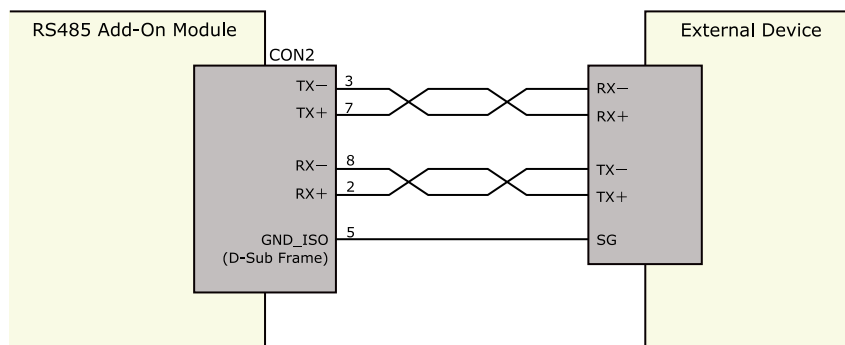 RS485 Add-On Module
External Device
CON2
TX− 3 RX−
TX+ 7 RX+
RX− 8 TX−
RX+ 2 TX+
GND_ISO 5 SG
(D-Sub Frame)